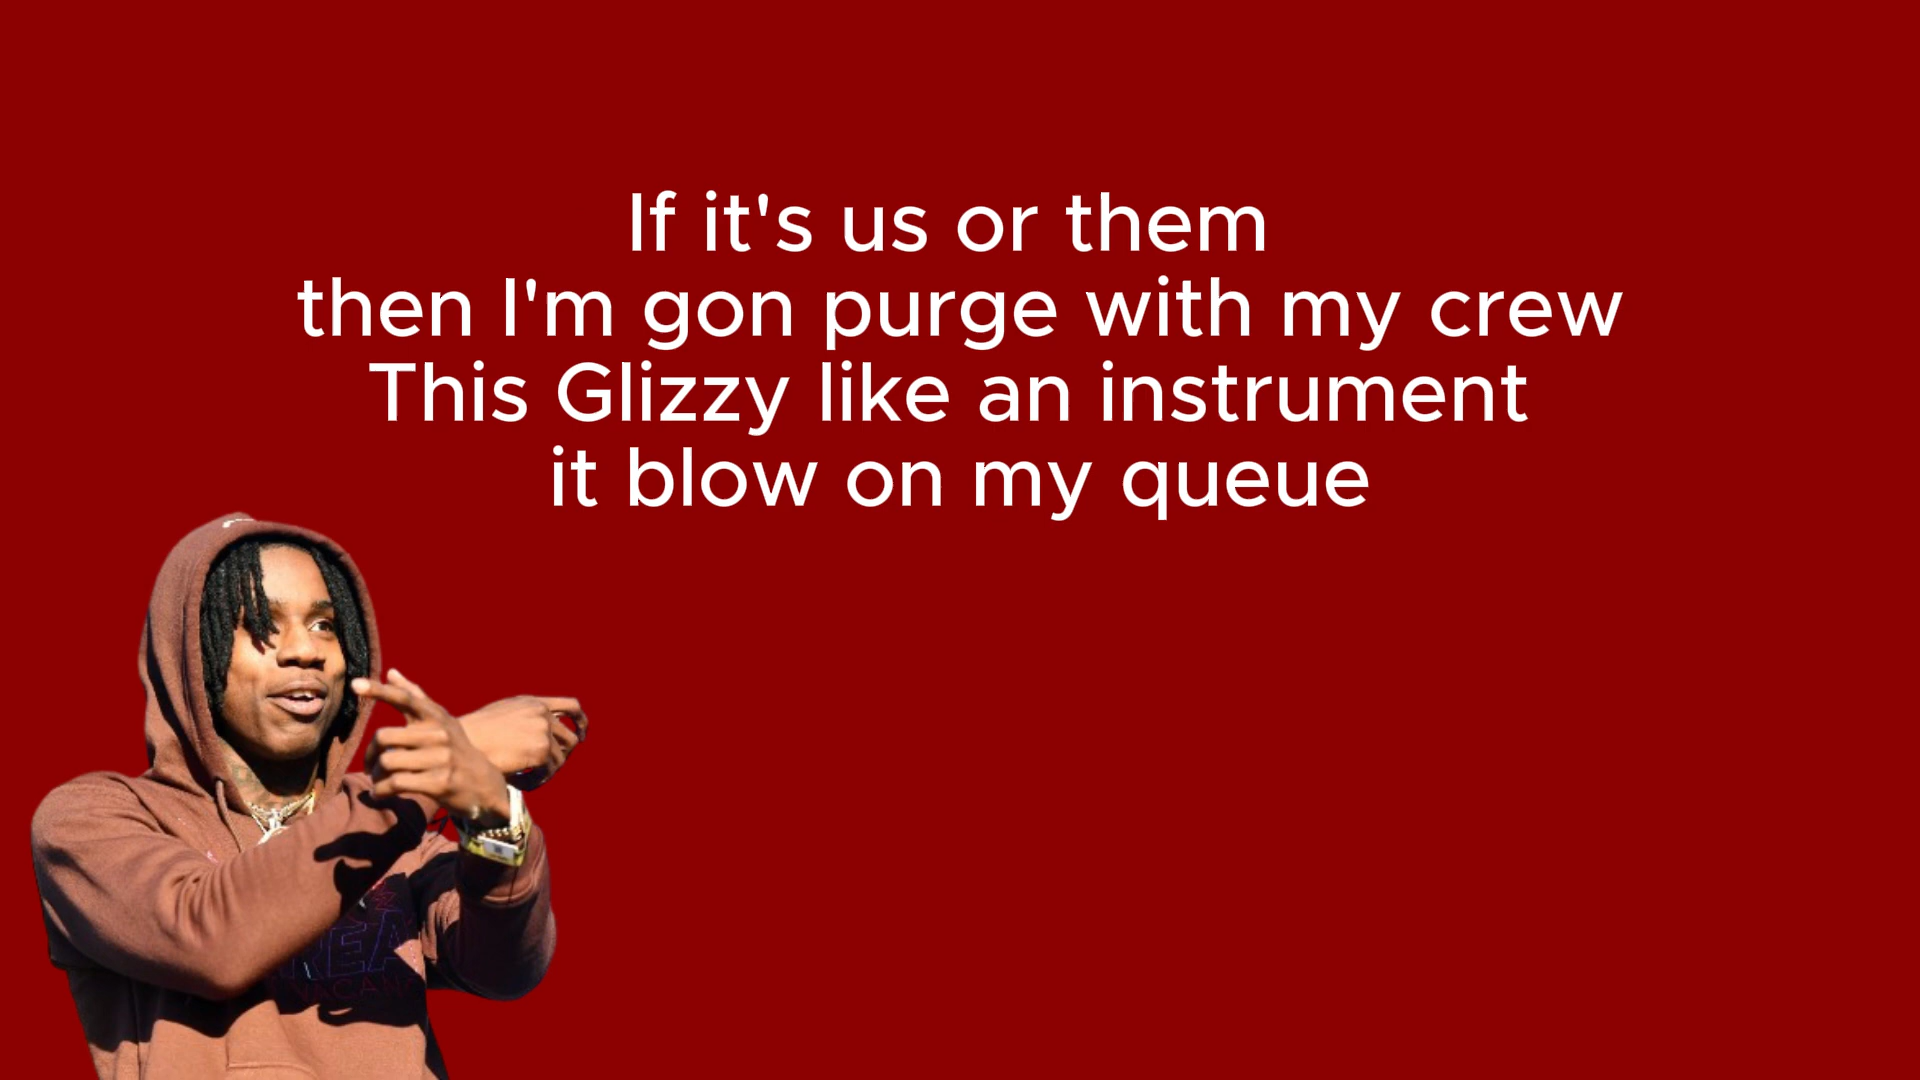 If it's us or them
then I'm gon purge with my crew
This Glizzy like an instrument
it blow on my queue